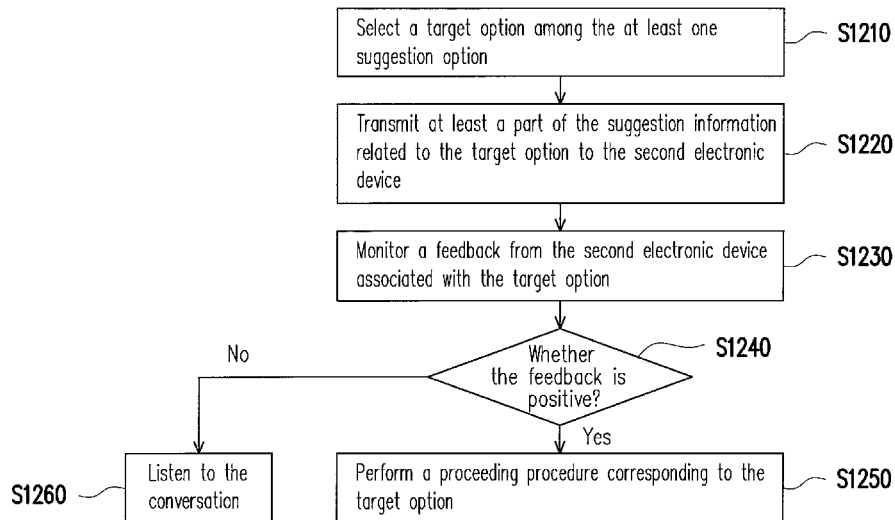 Select a target option among the at least one
suggestion option
S1210
Transmit at least a part of the suggestion information
related to the target option to the second electronic
device
S1220
Monitor a feedback from the second electronic device
associated with the target option
S1230
Whether
the feedback is
positive?
S1240
No
Yes
S1260
Listen to the
conversation
Perform a proceeding procedure corresponding to the
target option
S1250